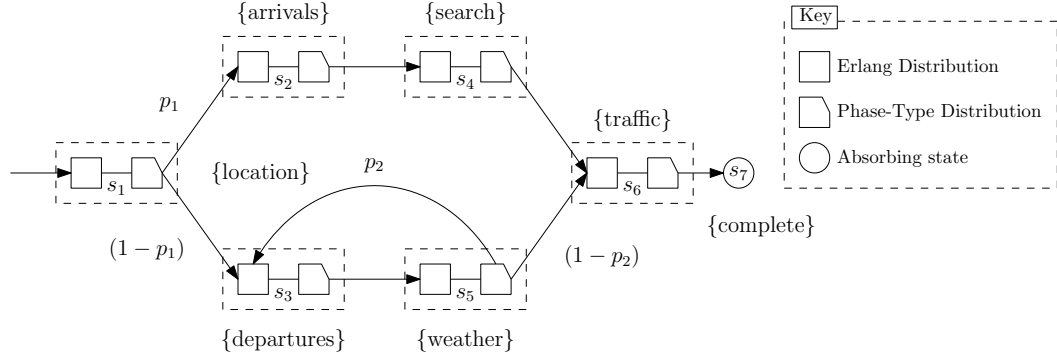 {arrivals}
{search}
Key
s₂
s₄
Erlang Distribution
p₁
{traffic}
Phase-Type Distribution
{location}
p₂
Absorbing state
s₁
s₆
s₇
{complete}
(1 − p₁)
(1 − p₂)
s₃
s₅
{departures}
{weather}